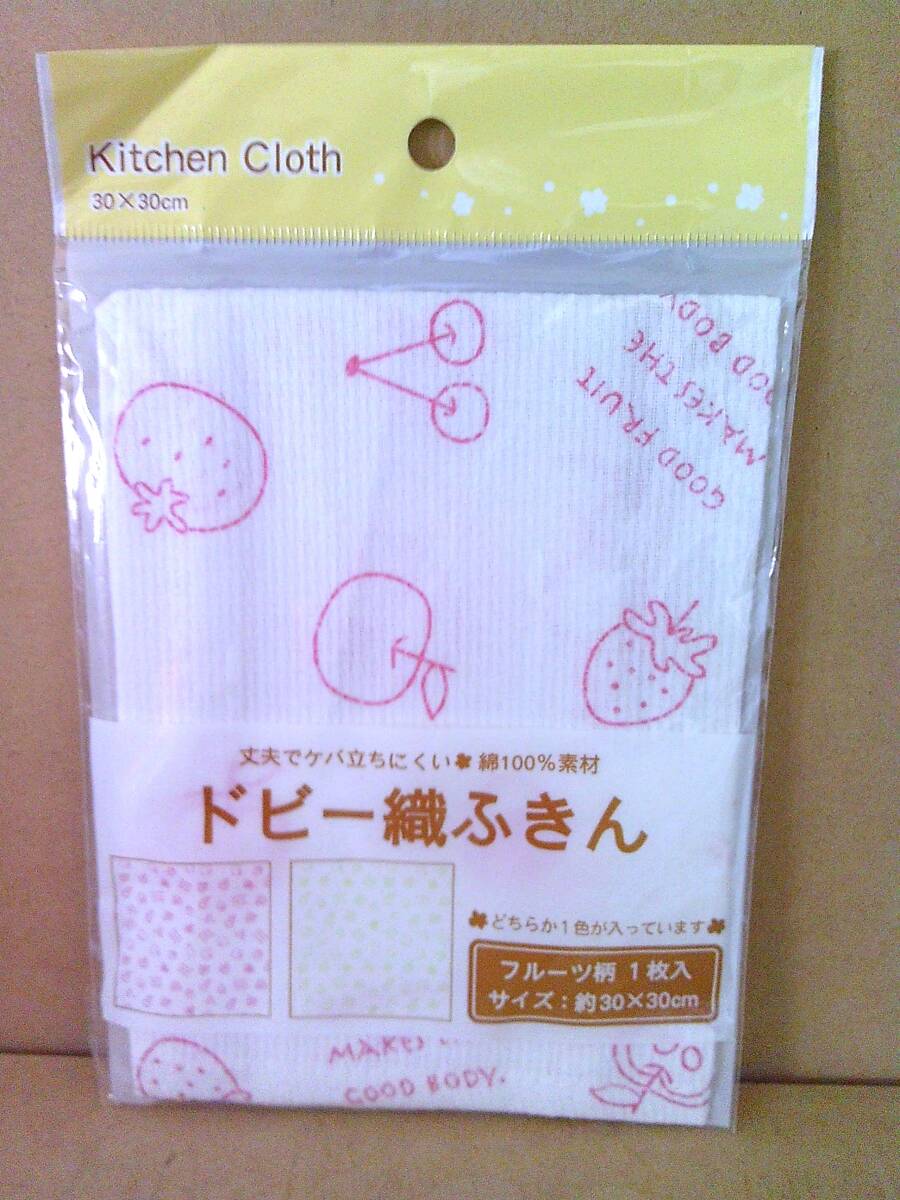 Kitchen Cloth
30×30cm
GOOD FRUIT
MAKES THE
OOD BODY
丈夫でケバ立ちにくい 綿100%素材
ドビー織ふきん
どちらか1色が入っています
フルーツ柄 1枚入
サイズ：約30×30cm
MAKES
GOOD BODY.